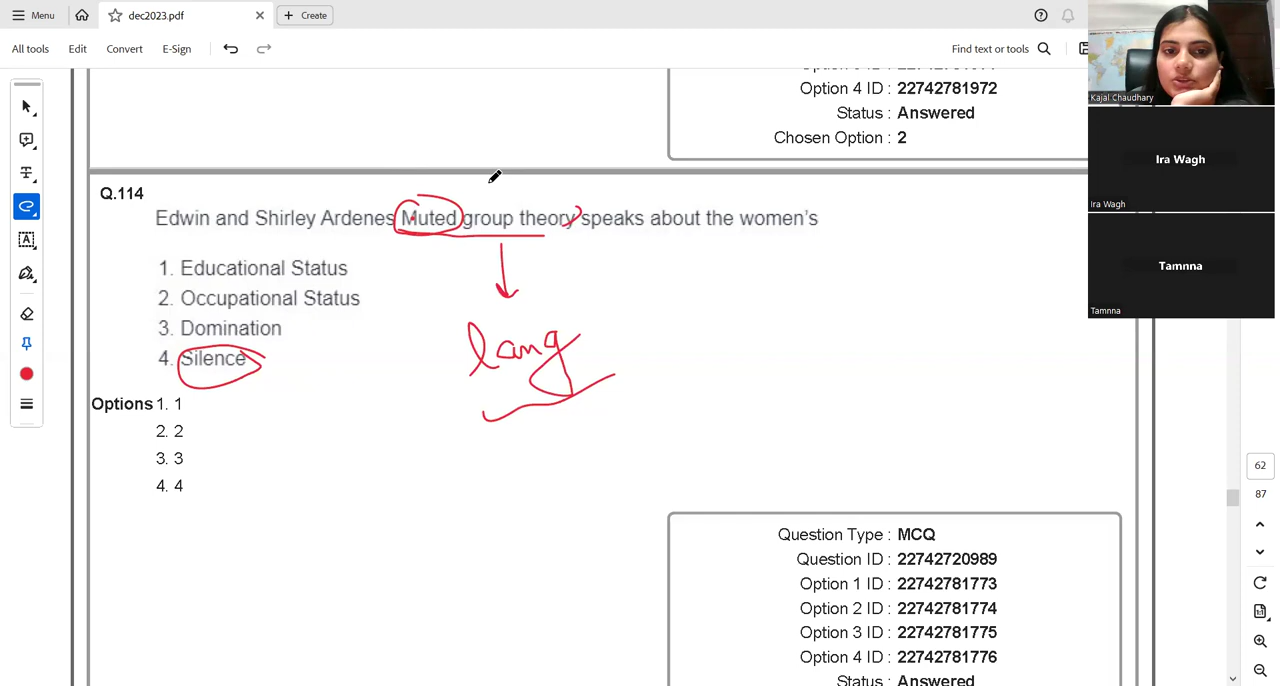 Menu
dec2023.pdf
Create
All tools
Edit
Convert
E-Sign
Find text or tools
Option 4 ID : 22742781972
Status : Answered
Chosen Option : 2
Kajal Chaudhary
Ira Wagh
Ira Wagh
Tamnna
Tamnna
Q.114
Edwin and Shirley Ardenes Muted group theory speaks about the women's
1. Educational Status
2. Occupational Status
3. Domination
4. Silence
lang
Options 1. 1
2. 2
3. 3
4. 4
Question Type : MCQ
Question ID : 22742720989
Option 1 ID : 22742781773
Option 2 ID : 22742781774
Option 3 ID : 22742781775
Option 4 ID : 22742781776
Status : Answered
62
87